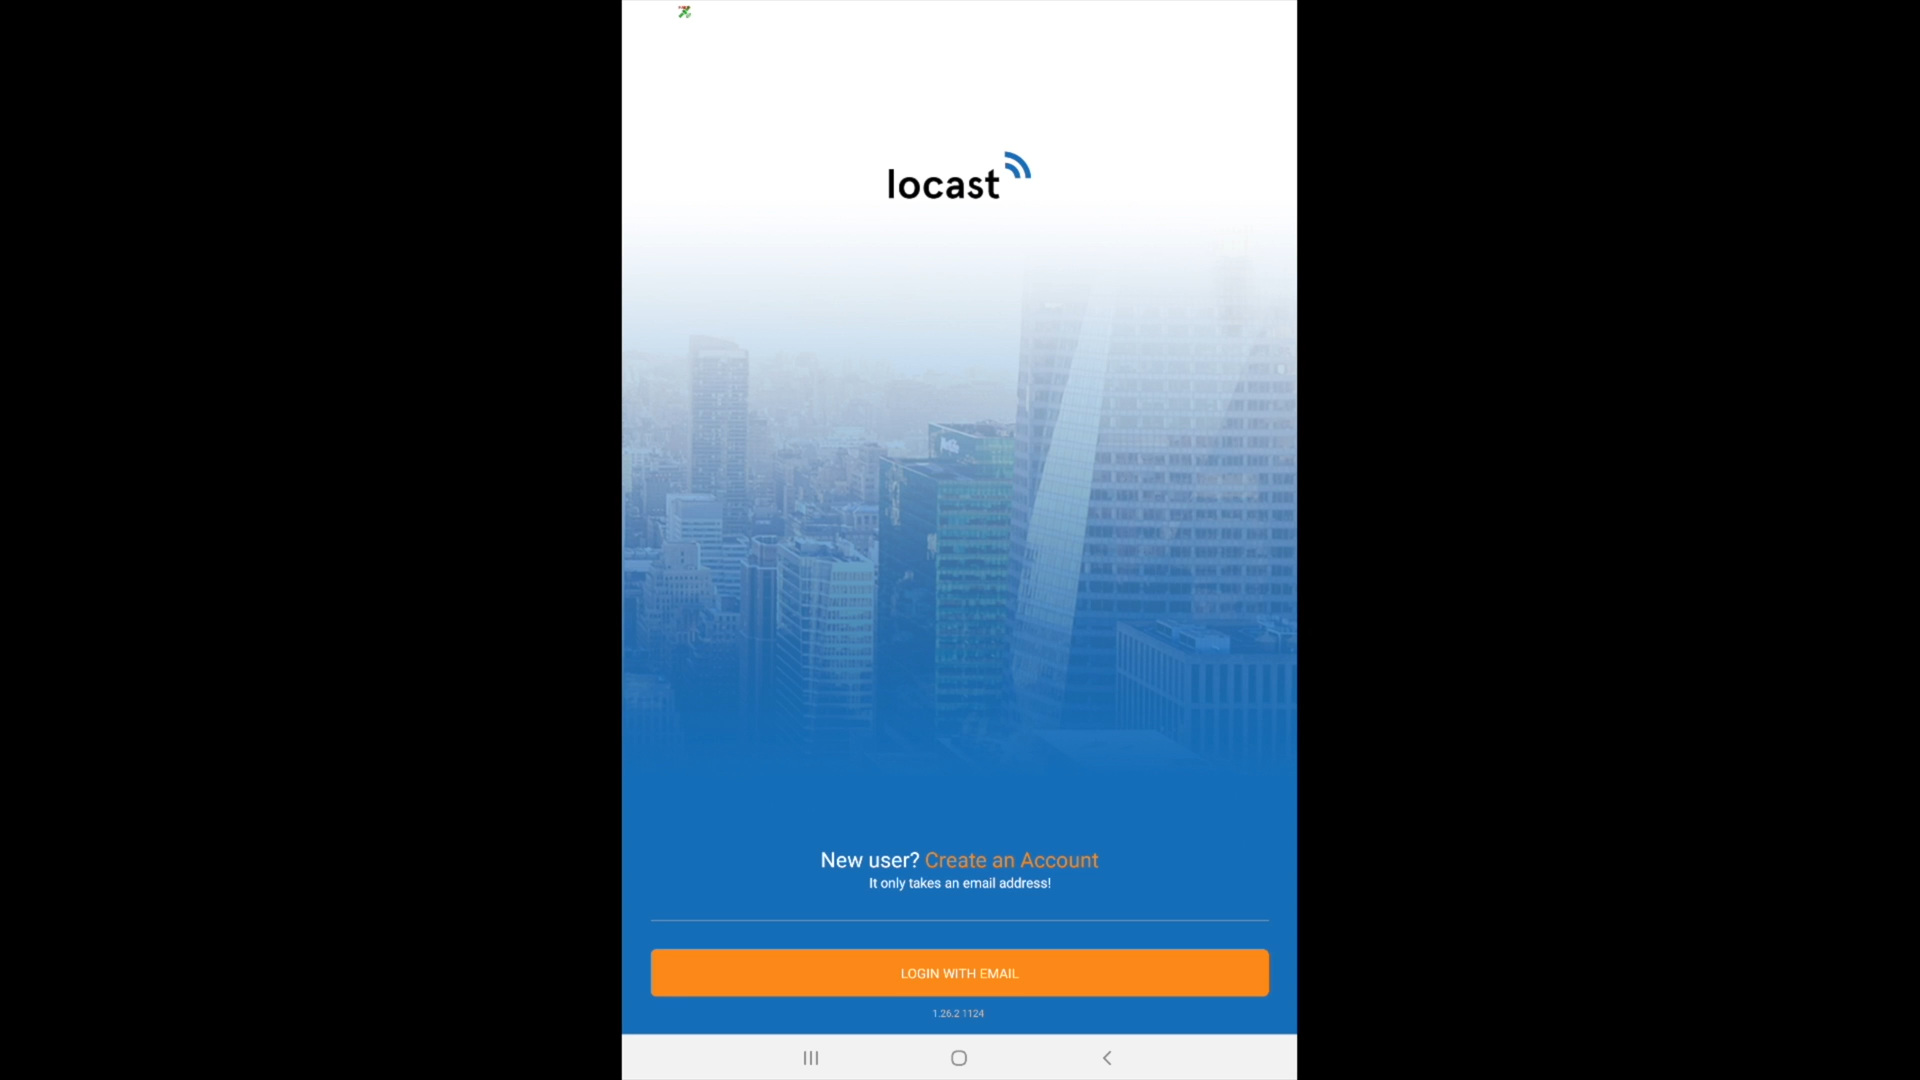 locast
New user? Create an Account
It only takes an email address!
LOGIN WITH EMAIL
1.26.2 1124